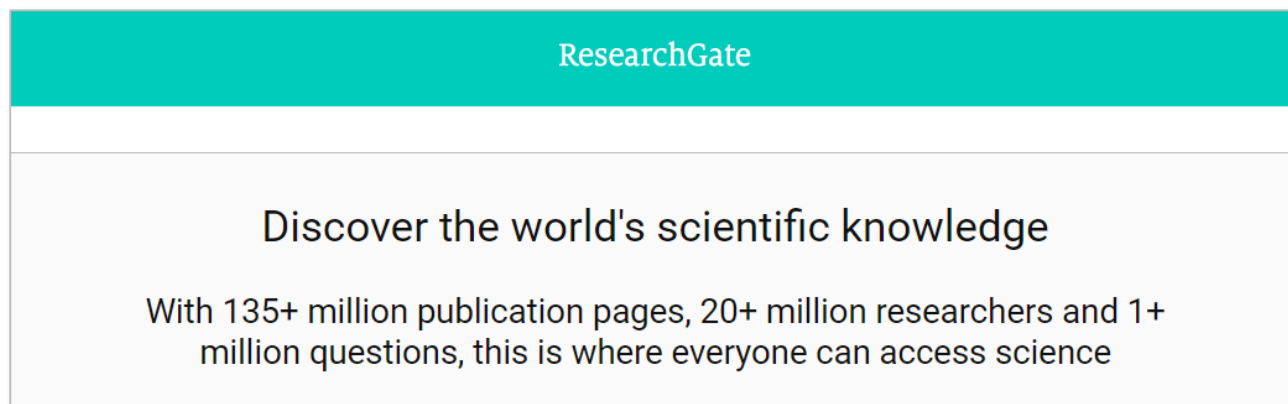 ResearchGate
Discover the world's scientific knowledge
With 135+ million publication pages, 20+ million researchers and 1+
million questions, this is where everyone can access science